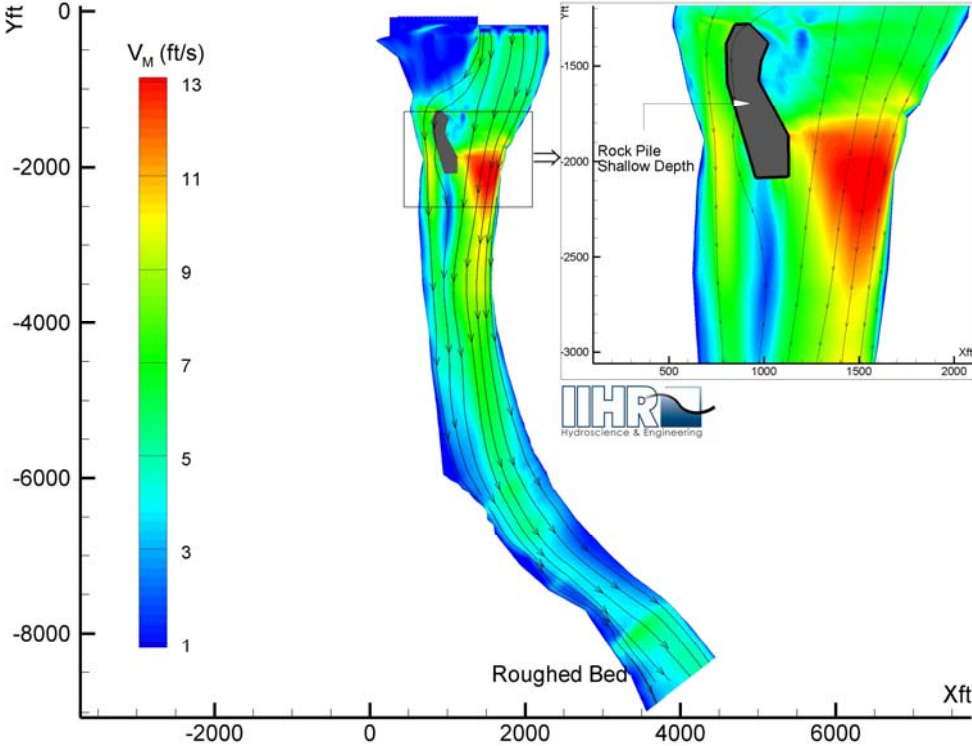 Yft
0
-2000
-4000
-6000
-8000
V_M (ft/s)
13
11
9
7
5
3
1
Yft
-1500
-2000
-2500
-3000
Rock Pile
Shallow Depth
500
1000
1500
2000
Xft
IIHR
Hydroscience & Engineering
Roughed Bed
Xft
-2000
0
2000
4000
6000